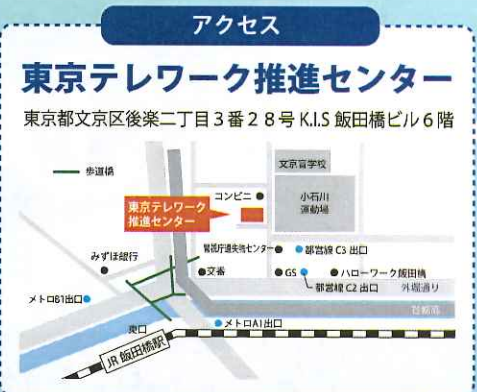 アクセス
東京テレワーク推進センター
東京都文京区後楽二丁目3番28号 K.I.S 飯田橋ビル6階
歩道橋
文京盲学校
コンビニ
小石川
運動場
東京テレワーク
推進センター
警視庁遺失物センター
都営線 C3 出口
みずほ銀行
交番
GS
ハローワーク飯田橋
都営線 C2 出口
外堀通り
メトロB1出口
目白通り
東口
メトロA1出口
JR 飯田橋駅